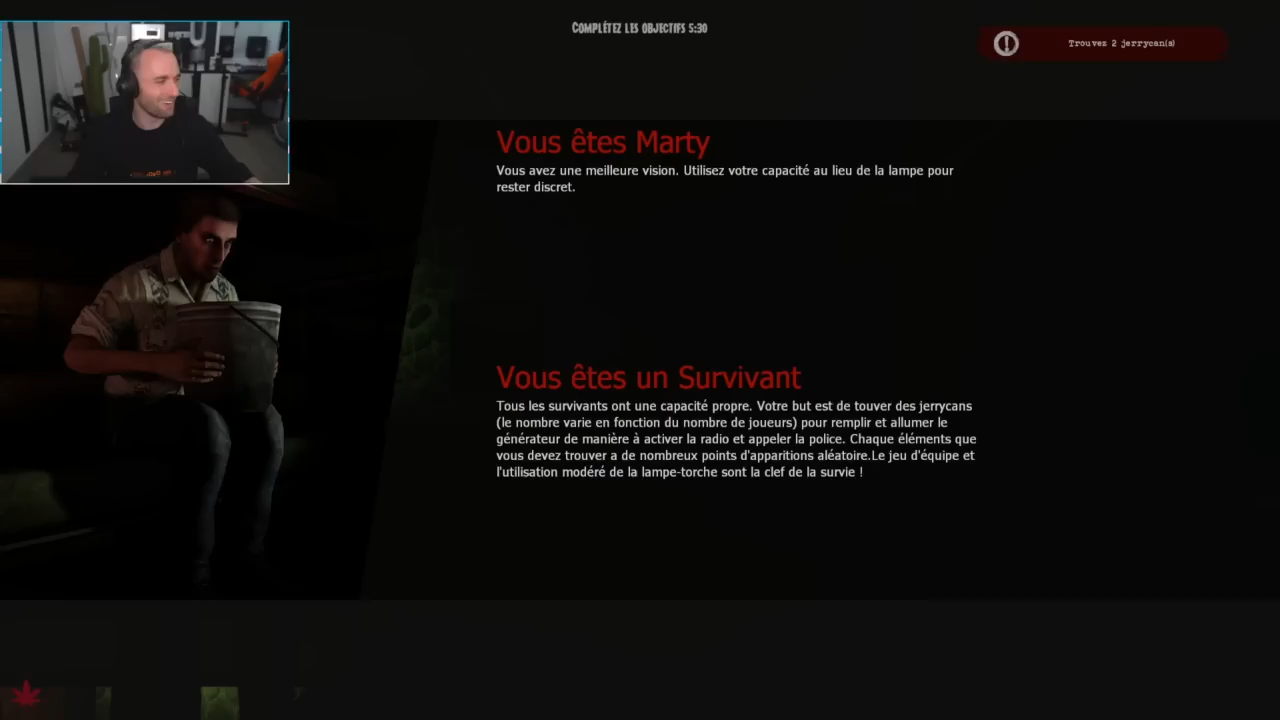 COMPLÉTEZ LES OBJECTIFS 5:30
Trouvez 2 jerrycan(s)
Vous êtes Marty
Vous avez une meilleure vision. Utilisez votre capacité au lieu de la lampe pour
rester discret.
Vous êtes un Survivant
Tous les survivants ont une capacité propre. Votre but est de touver des jerrycans
(le nombre varie en fonction du nombre de joueurs) pour remplir et allumer le
générateur de manière à activer la radio et appeler la police. Chaque éléments que
vous devez trouver a de nombreux points d'apparitions aléatoire.Le jeu d'équipe et
l'utilisation modéré de la lampe-torche sont la clef de la survie !